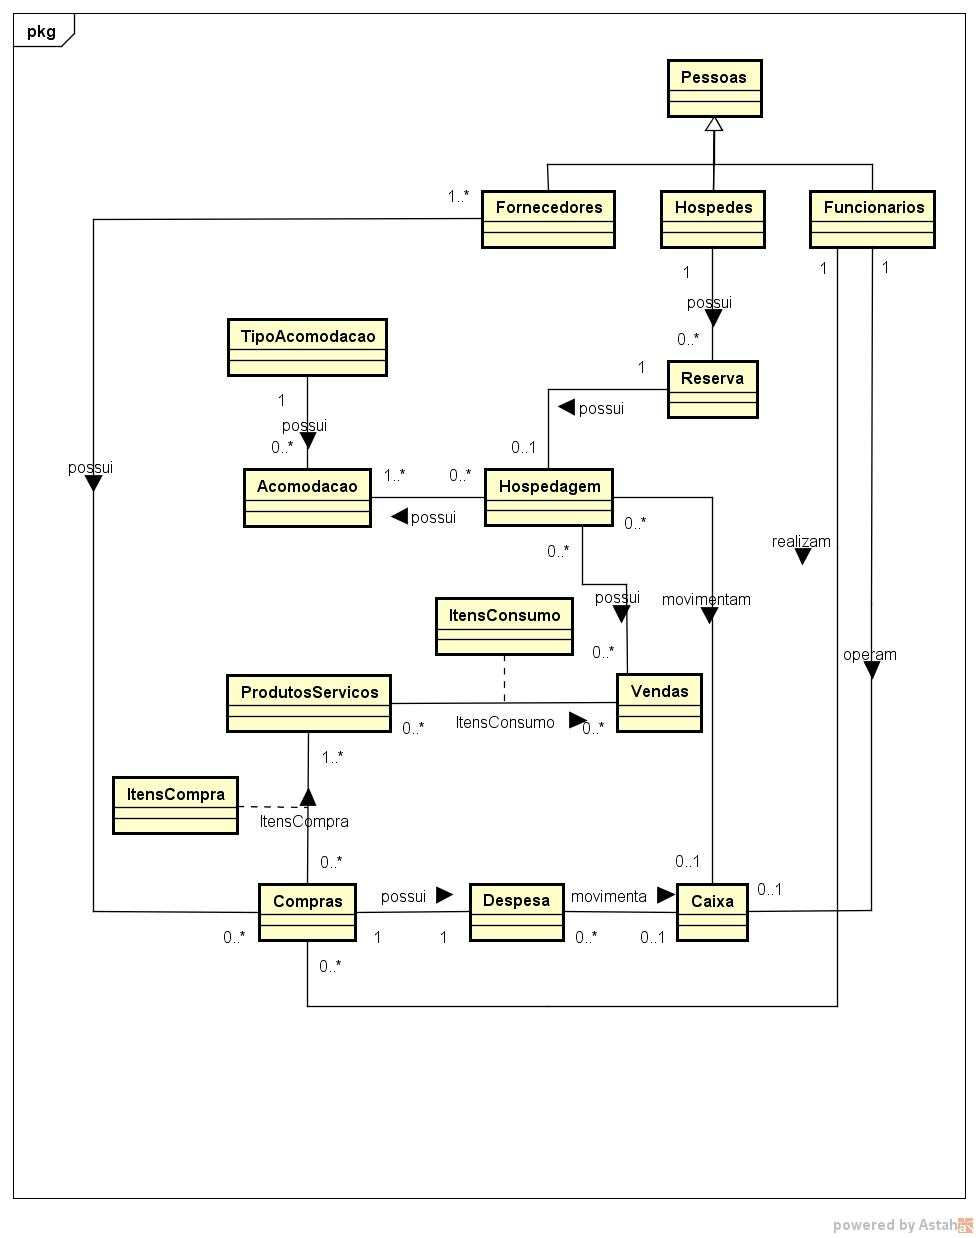 pkg
Pessoas
1..*
Fornecedores
Hospedes
Funcionarios
1
1
1
possui
0..*
TipoAcomodacao
1
Reserva
1
possui
possui
0..*
0..1
possui
Acomodacao
1..*
0..*
Hospedagem
possui
0..*
0..*
realizam
possui
movimentam
ItensConsumo
0..*
operam
ProdutosServicos
Vendas
0..*
ItensConsumo
0..*
1..*
ItensCompra
ItensCompra
0..*
0..1
0..1
Compras
possui
Despesa
movimenta
Caixa
0..*
1
1
0..*
0..1
0..*
powered by Astah